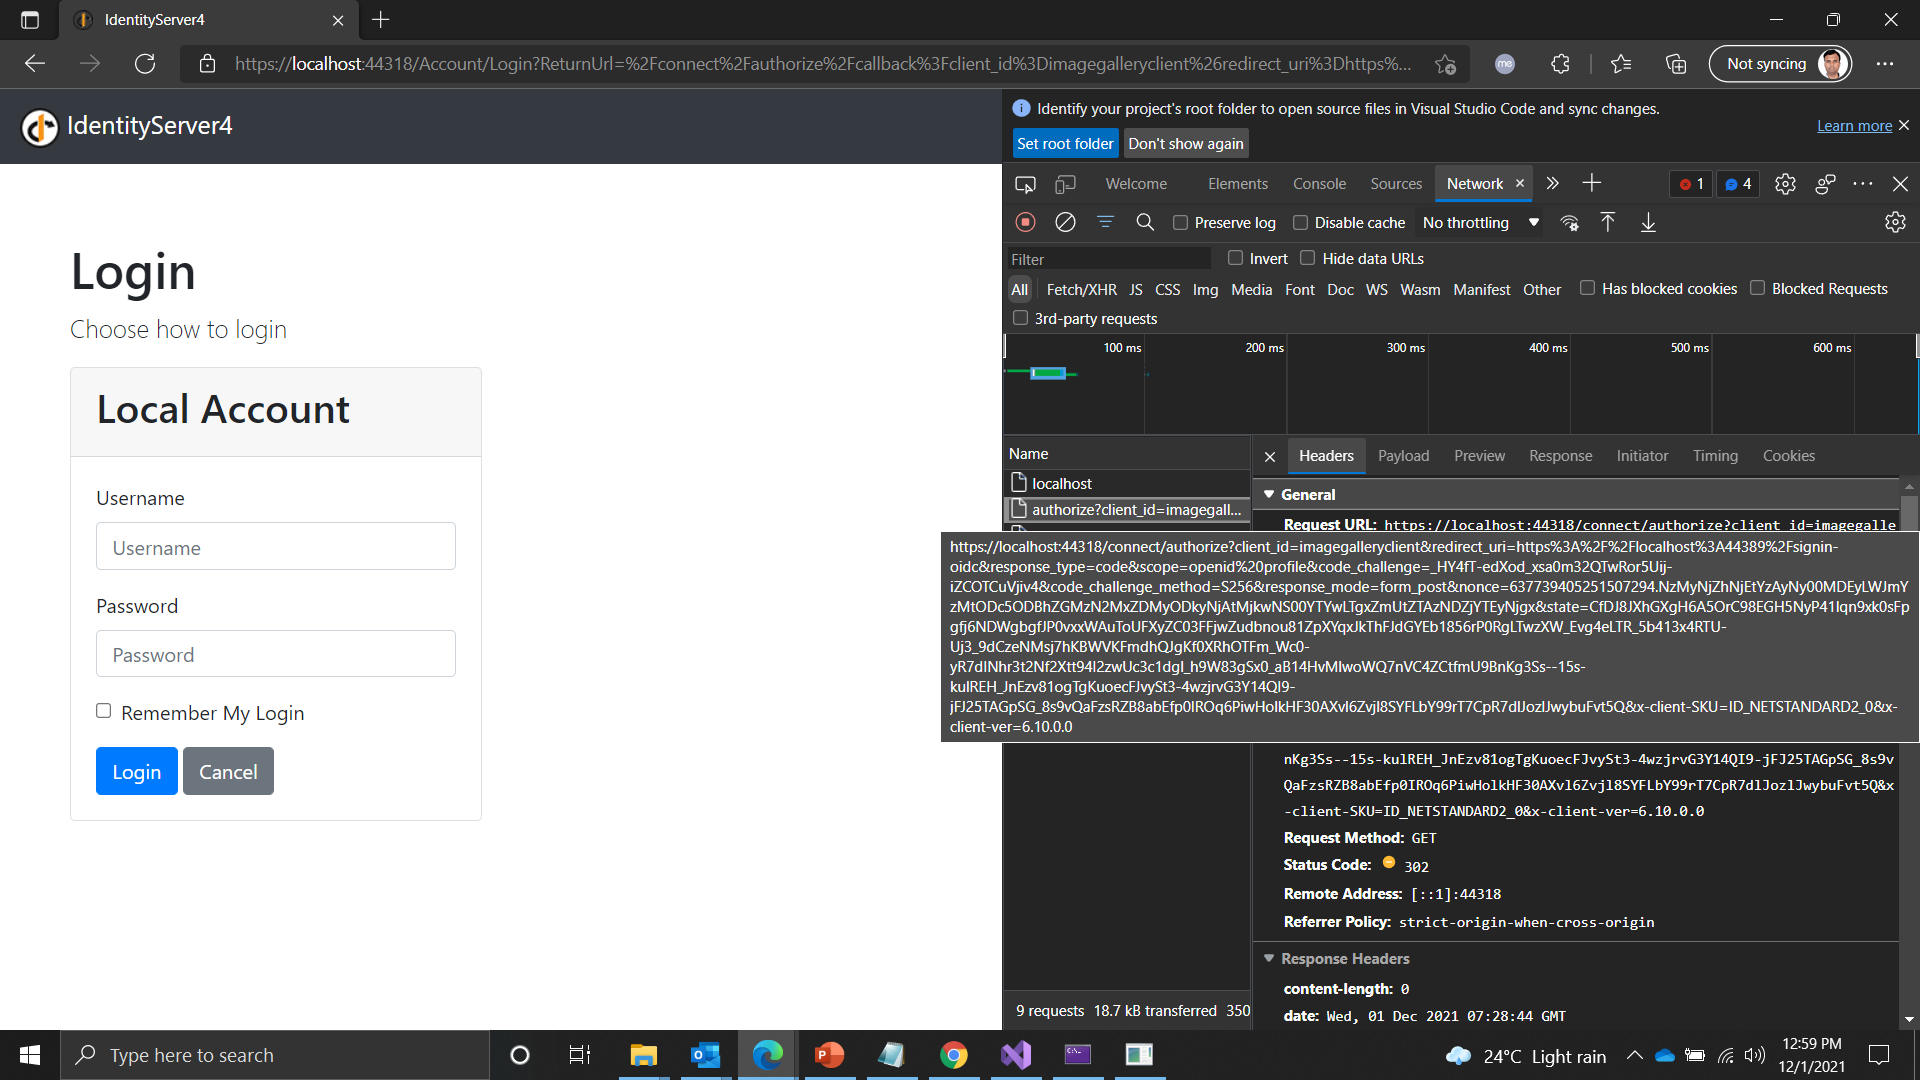 IdentityServer4
https://localhost:44318/Account/Login?ReturnUrl=%2Fconnect%2Fauthorize%2Fcallback%3Fclient_id%3Dimagegalleryclient%26redirect_uri%3Dhttps%...
me
Not syncing
IdentityServer4
Login
Choose how to login
Local Account
Username
Username
Password
Password
Remember My Login
Login Cancel
Identify your project's root folder to open source files in Visual Studio Code and sync changes.
Learn more
Set root folder Don't show again
Welcome Elements Console Sources Network 1 4
Preserve log Disable cache No throttling
Filter Invert Hide data URLs
All Fetch/XHR JS CSS Img Media Font Doc WS Wasm Manifest Other Has blocked cookies Blocked Requests
3rd-party requests
100 ms 200 ms 300 ms 400 ms 500 ms 600 ms
Name
localhost
authorize?client_id=imagegall...
Headers Payload Preview Response Initiator Timing Cookies
General
Request URL: https://localhost:44318/connect/authorize?client_id=imagegalle
https://localhost:44318/connect/authorize?client_id=imagegalleryclient&redirect_uri=https%3A%2F%2Flocalhost%3A44389%2Fsignin-
oidc&response_type=code&scope=openid%20profile&code_challenge=_HY4fT-edXod_xsa0m32QTwRor5Uij-
iZCOTCuVjiv4&code_challenge_method=S256&response_mode=form_post&nonce=637739405251507294.NzMyNjZhNjEtYzAyNy00MDEyLWJmY
zMtODc5ODBhZGMzN2MxZDMyODkyNjAtMjkwNS00YTYwLTgxZmUtZTAzNDZjYTEyNjgx&state=CfDJ8JXhGXgH6A5OrC98EGH5NyP41Iqn9xk0sFp
gfj6NDWgbgfJP0vxxWAuToUFXyZC03FFjwZudbnou81ZpXYqxJkThFJdGYEb1856rP0RgLTwzXW_Evg4eLTR_5b413x4RTU-
Uj3_9dCzeNMsj7hKBWVKFmdhQJgKf0XRhOTFm_Wc0-
yR7dINhr3t2Nf2Xtt94l2zwUc3c1dgI_h9W83gSx0_aB14HvMIwoWQ7nVC4ZCtfmU9BnKg3Ss--15s-
kulREH_JnEzv81ogTgKuoecFJvySt3-4wzjrvG3Y14QI9-
jFJ25TAGpSG_8s9vQaFzsRZB8abEfp0IROq6PiwHolkHF30AXvl6Zvjl8SYFLbY99rT7CpR7dlJozlJwybuFvt5Q&x-client-SKU=ID_NETSTANDARD2_0&x-
client-ver=6.10.0.0
nKg3Ss--15s-kulREH_JnEzv81ogTgKuoecFJvySt3-4wzjrvG3Y14QI9-jFJ25TAGpSG_8s9v
QaFzsRZB8abEfp0IROq6PiwHolkHF30AXvl6Zvjl8SYFLbY99rT7CpR7dlJozlJwybuFvt5Q&x
-client-SKU=ID_NETSTANDARD2_0&x-client-ver=6.10.0.0
Request Method: GET
Status Code: 302
Remote Address: [::1]:44318
Referrer Policy: strict-origin-when-cross-origin
Response Headers
content-length: 0
date: Wed, 01 Dec 2021 07:28:44 GMT
9 requests 18.7 kB transferred 350
Type here to search
24°C Light rain
12:59 PM
12/1/2021